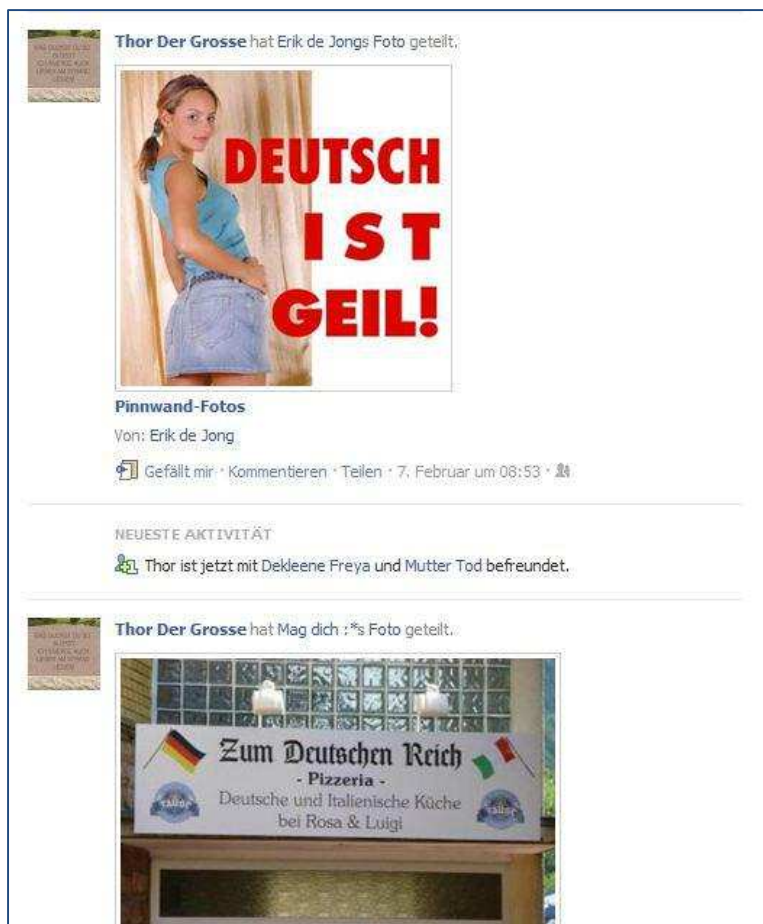 Thor Der Grosse hat Erik de Jongs Foto geteilt.
DEUTSCH
IST
GEIL!
Pinnwand-Fotos
Von: Erik de Jong
Gefällt mir · Kommentieren · Teilen · 7. Februar um 08:53 ·
NEUESTE AKTIVITÄT
Thor ist jetzt mit Dekleene Freya und Mutter Tod befreundet.
Thor Der Grosse hat Mag dich :*s Foto geteilt.
Zum Deutschen Reich
- Pizzeria -
Deutsche und Italienische Küche
bei Rosa & Luigi